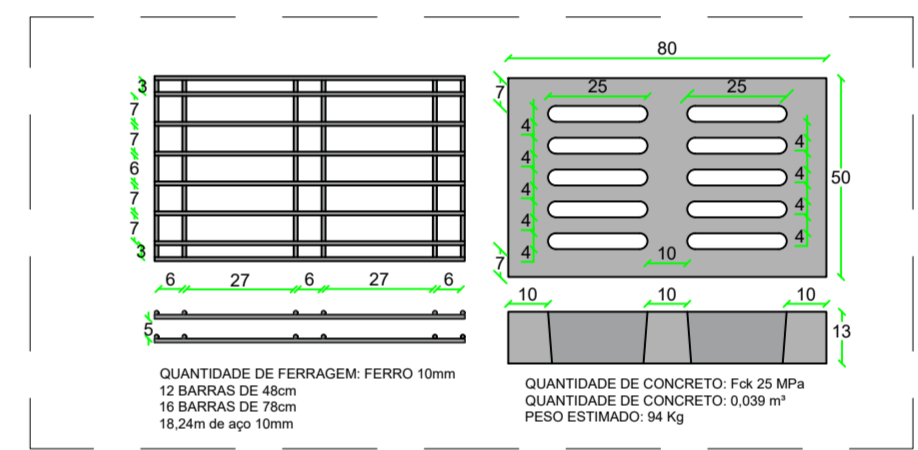 80
25 25
7
4 4 4 4 4
4 4 4 4
50
10
7
3
7
7
6
7
7
3
6 27 6 27 6
5
10 10 10
13
QUANTIDADE DE FERRAGEM: FERRO 10mm
12 BARRAS DE 48cm
16 BARRAS DE 78cm
18,24m de aço 10mm
QUANTIDADE DE CONCRETO: Fck 25 MPa
QUANTIDADE DE CONCRETO: 0,039 m³
PESO ESTIMADO: 94 Kg